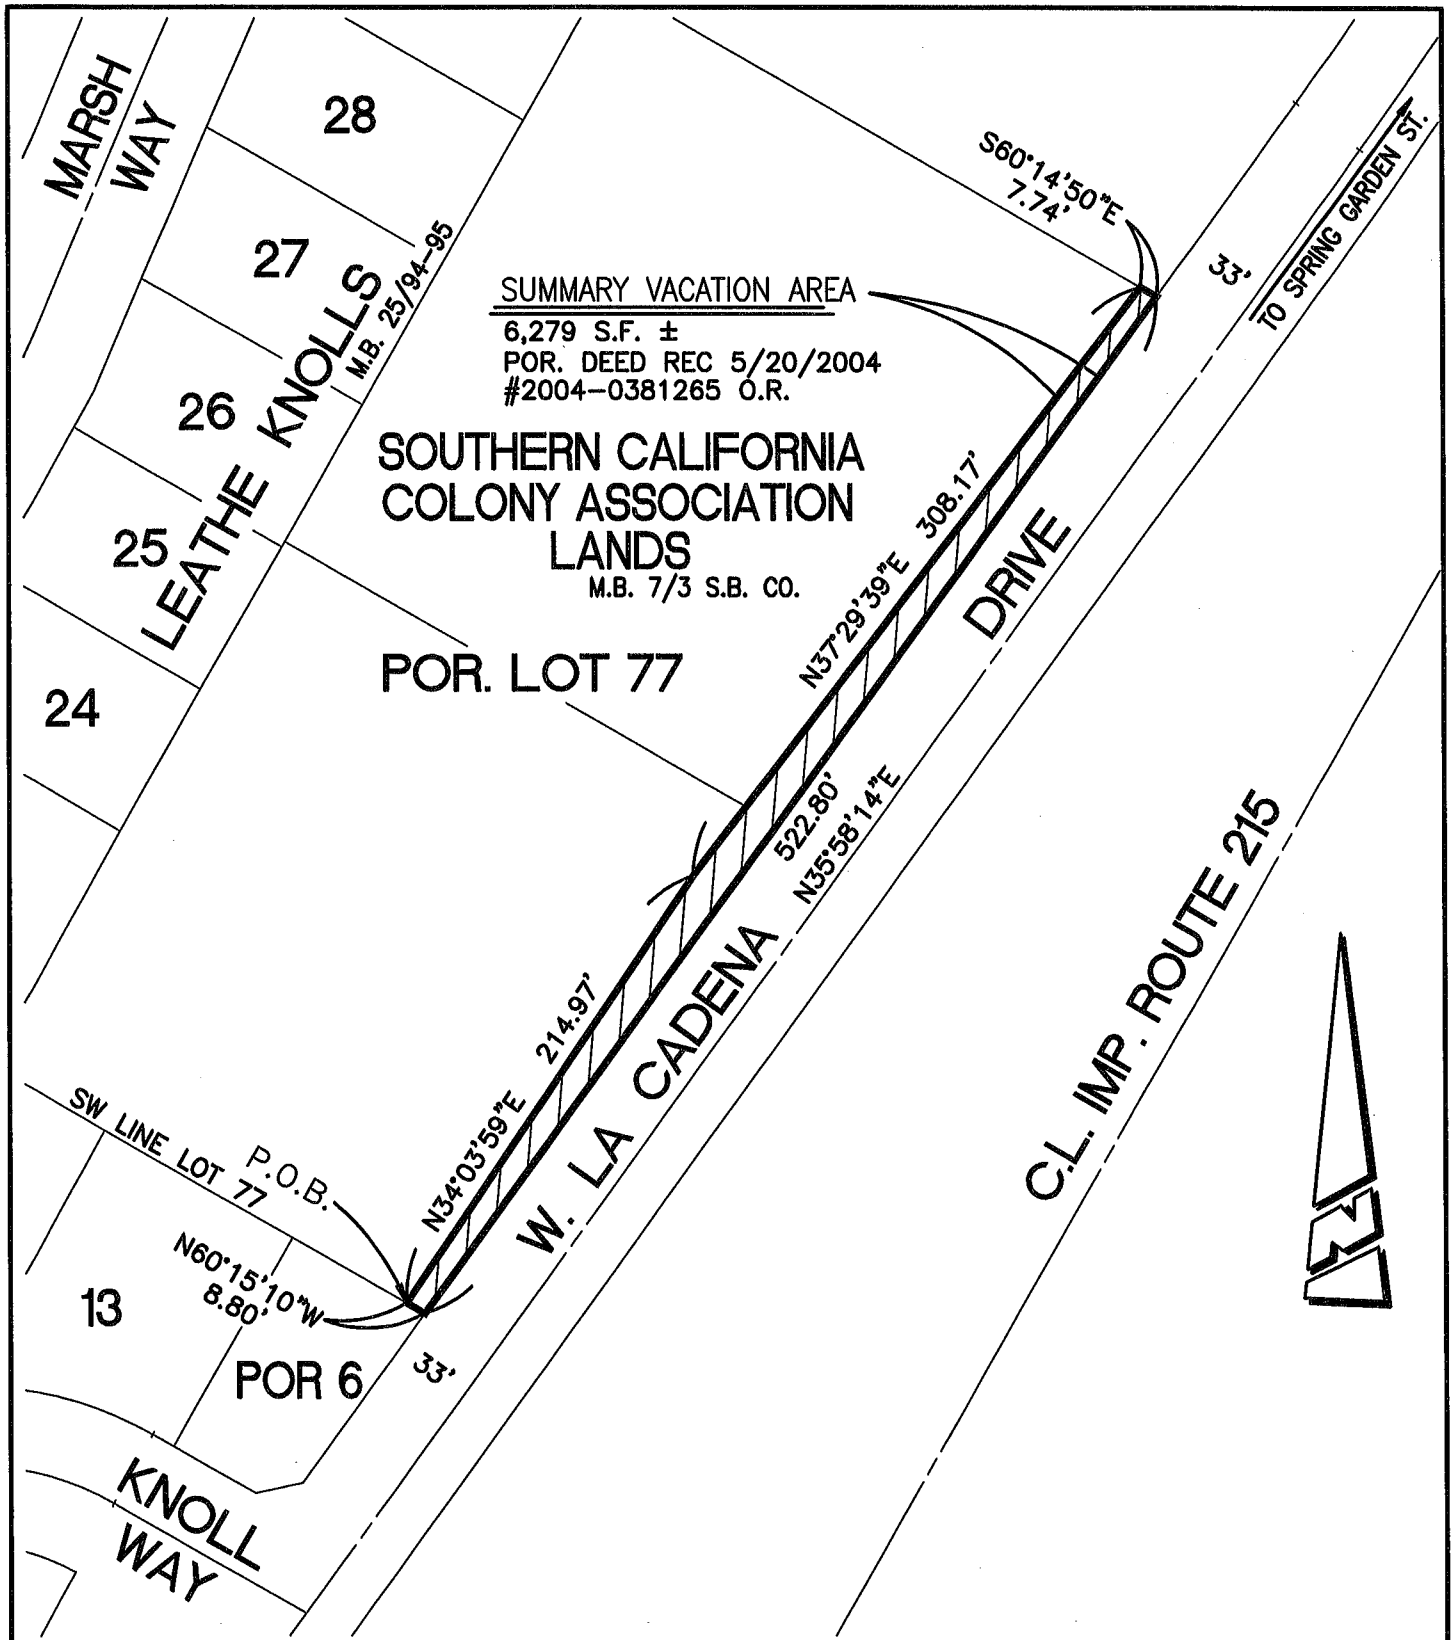 MARSH
WAY
28
27
26
25
24
LEATHE KNOLLS
M.B. 25/94-95
S60°14'50"E
7.74'
33'
TO SPRING GARDEN ST.
SUMMARY VACATION AREA
6,279 S.F. ±
POR. DEED REC 5/20/2004
#2004-0381265 O.R.
SOUTHERN CALIFORNIA
COLONY ASSOCIATION
LANDS
M.B. 7/3 S.B. CO.
POR. LOT 77
N37°29'39"E 308.17'
522.80'
N35°58'14"E
N34°03'59"E 214.97'
W. LA CADENA DRIVE
C.L. IMP. ROUTE 215
SW LINE LOT 77
P.O.B.
N60°15'10"W
8.80'
13
POR 6
33'
KNOLL
WAY
N